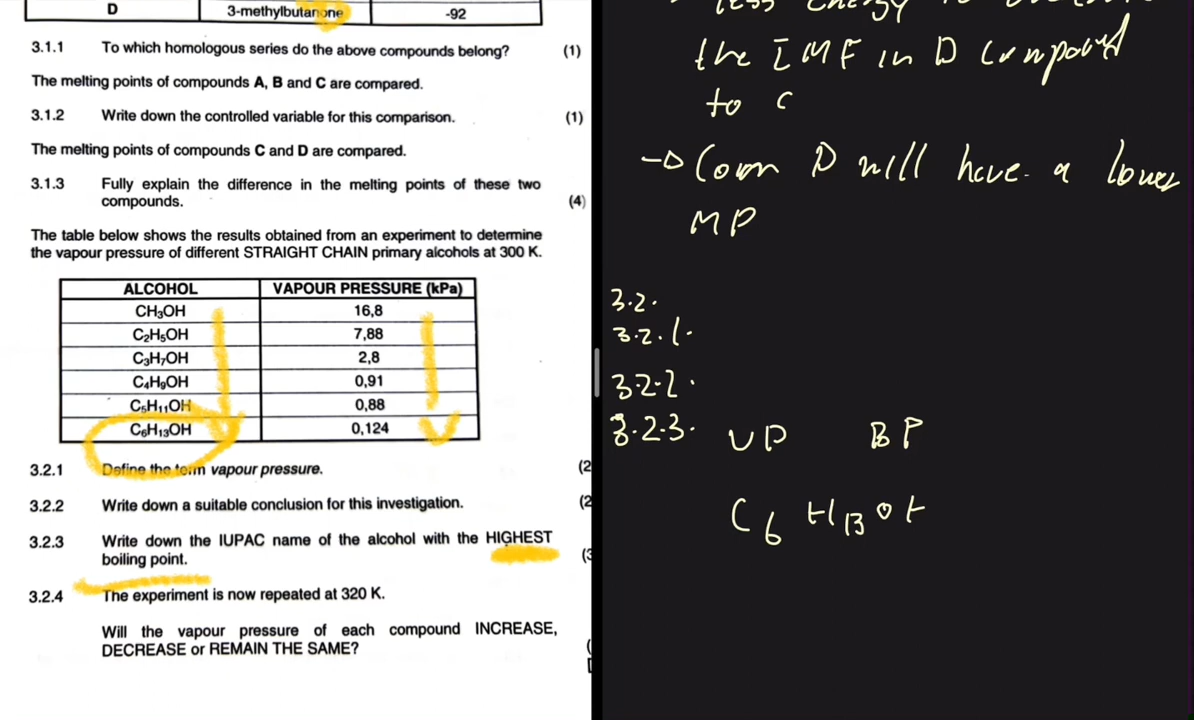 D 3-methylbutanone -92
3.1.1 To which homologous series do the above compounds belong? (1)
The melting points of compounds A, B and C are compared.
3.1.2 Write down the controlled variable for this comparison. (1)
The melting points of compounds C and D are compared.
3.1.3 Fully explain the difference in the melting points of these two
compounds. (4)
The table below shows the results obtained from an experiment to determine
the vapour pressure of different STRAIGHT CHAIN primary alcohols at 300 K.
ALCOHOL VAPOUR PRESSURE (kPa)
CH₃OH 16,8
C₂H₅OH 7,88
C₃H₇OH 2,8
C₄H₉OH 0,91
C₅H₁₁OH 0,88
C₆H₁₃OH 0,124
3.2.1 Define the term vapour pressure. (2
3.2.2 Write down a suitable conclusion for this investigation. (2
3.2.3 Write down the IUPAC name of the alcohol with the HIGHEST
boiling point. (3
3.2.4 The experiment is now repeated at 320 K.
Will the vapour pressure of each compound INCREASE,
DECREASE or REMAIN THE SAME? (
less energy to
the IMF in D compound
to C
Com D will have a lower
MP
3.2.
3.2.1.
3.2.2.
3.2.3. VP BP
C₆H₁₃OH